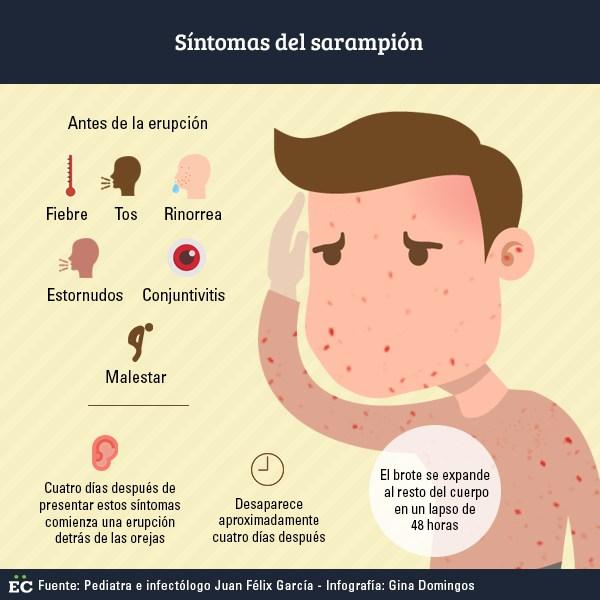 Síntomas del sarampión
Antes de la erupción
Fiebre
Tos
Rinorrea
Estornudos
Conjuntivitis
Malestar
Cuatro días después de
presentar estos síntomas
comienza una erupción
detrás de las orejas
Desaparece
aproximadamente
cuatro días después
El brote se expande
al resto del cuerpo
en un lapso de
48 horas
EC Fuente: Pediatra e infectólogo Juan Félix García - Infografía: Gina Domingos